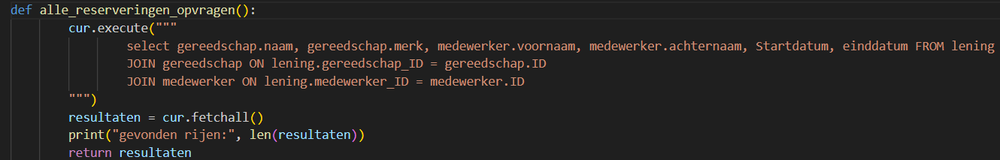 def alle_reserveringen_opvragen():
cur.execute("""
select gereedschap.naam, gereedschap.merk, medewerker.voornaam, medewerker.achternaam, Startdatum, einddatum FROM lening
JOIN gereedschap ON lening.gereedschap_ID = gereedschap.ID
JOIN medewerker ON lening.medewerker_ID = medewerker.ID
""")
resultaten = cur.fetchall()
print("gevonden rijen:", len(resultaten))
return resultaten